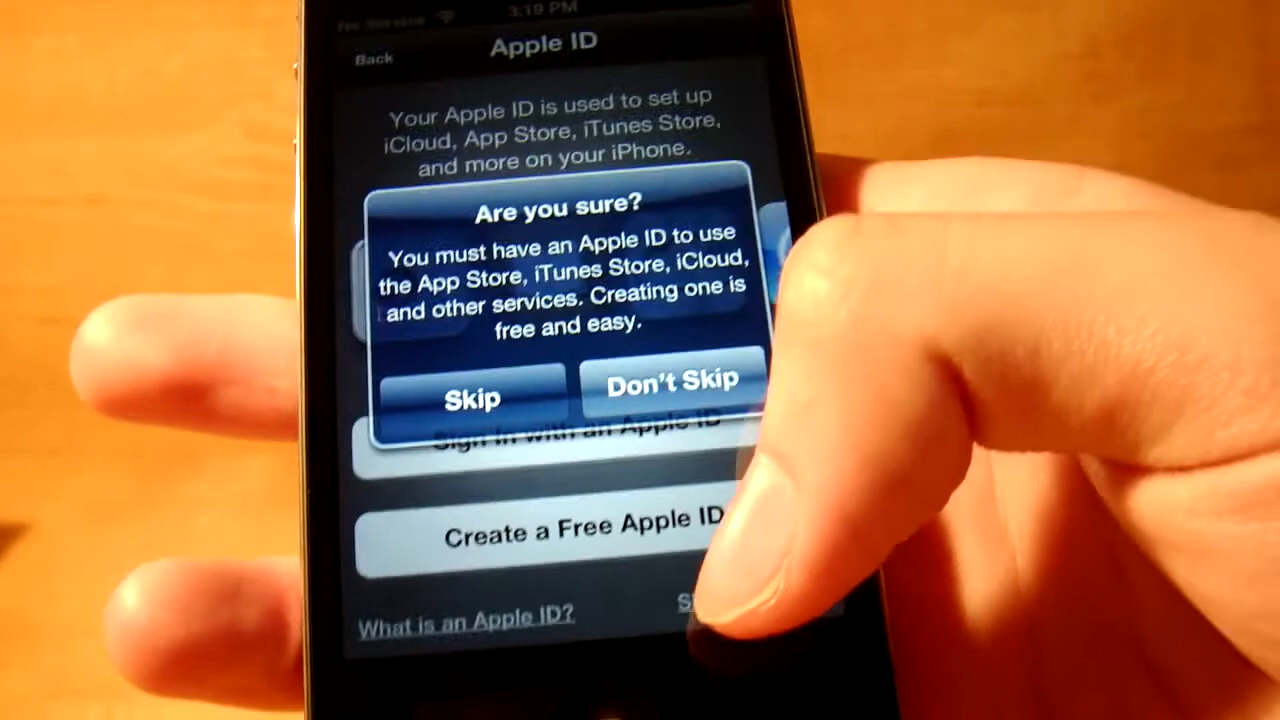 3:19 PM
Back
Apple ID
Your Apple ID is used to set up
iCloud, App Store, iTunes Store,
and more on your iPhone.
Are you sure?
You must have an Apple ID to use
the App Store, iTunes Store, iCloud,
and other services. Creating one is
free and easy.
Skip
Don't Skip
Sign In with an Apple ID
Create a Free Apple ID
What is an Apple ID?